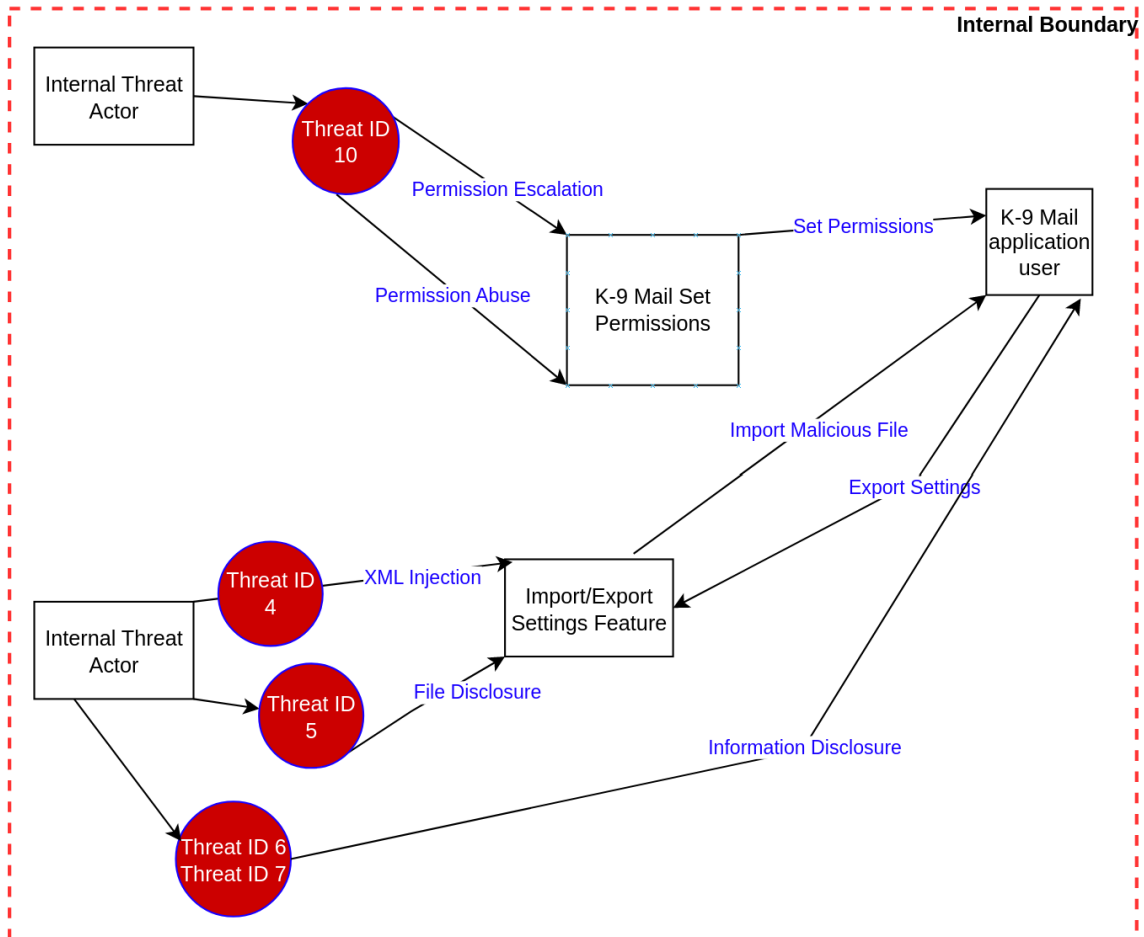 Internal Boundary
Internal Threat
Actor
Threat ID
10
Permission Escalation
Permission Abuse
K-9 Mail Set
Permissions
Set Permissions
K-9 Mail
application
user
Import Malicious File
Export Settings
Internal Threat
Actor
Threat ID
4
XML Injection
Import/Export
Settings Feature
Threat ID
5
File Disclosure
Information Disclosure
Threat ID 6
Threat ID 7